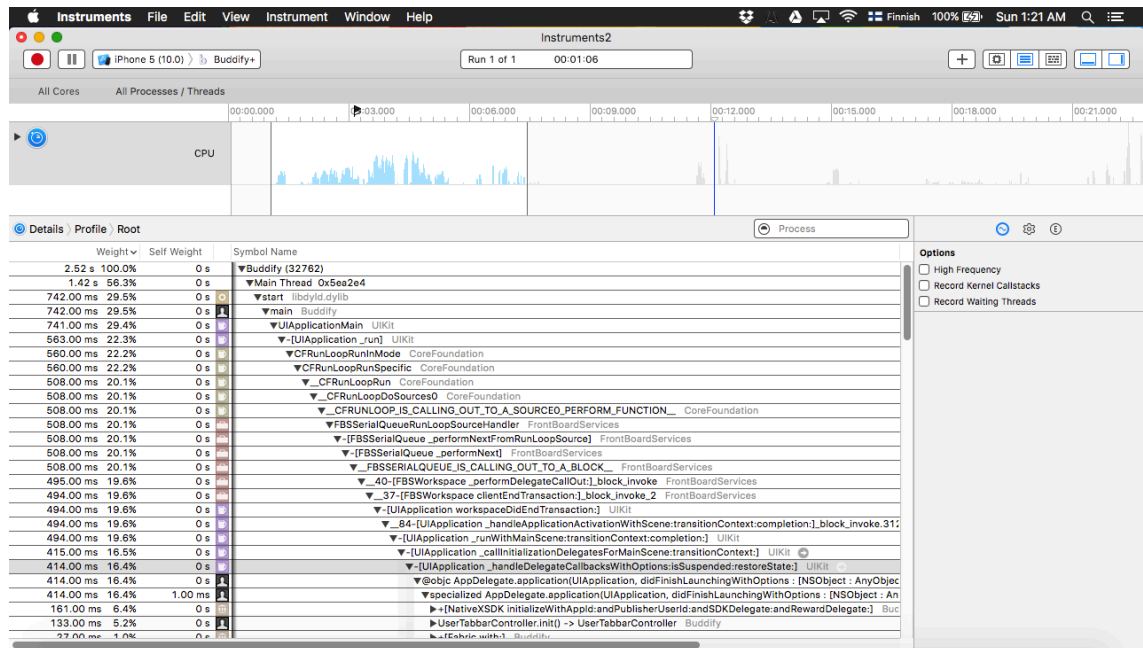 Instruments File Edit View Instrument Window Help Finnish 100% Sun 1:21 AM
Instruments2
iPhone 5 (10.0) Buddify+ Run 1 of 1 00:01:06
All Cores All Processes / Threads
00:00.000 00:03.000 00:06.000 00:09.000 00:12.000 00:15.000 00:18.000 00:21.000
CPU
Details Profile Root Process
Weight Self Weight Symbol Name Options
2.52 s 100.0% 0 s Buddify (32762) High Frequency
1.42 s 56.3% 0 s Main Thread 0x5ea2e4 Record Kernel Callstacks
742.00 ms 29.5% 0 s start libdyld.dylib Record Waiting Threads
742.00 ms 29.5% 0 s main Buddify
741.00 ms 29.4% 0 s UIApplicationMain UIKit
563.00 ms 22.3% 0 s -[UIApplication _run] UIKit
560.00 ms 22.2% 0 s CFRunLoopRunInMode CoreFoundation
560.00 ms 22.2% 0 s CFRunLoopRunSpecific CoreFoundation
508.00 ms 20.1% 0 s __CFRunLoopRun CoreFoundation
508.00 ms 20.1% 0 s __CFRunLoopDoSources0 CoreFoundation
508.00 ms 20.1% 0 s __CFRUNLOOP_IS_CALLING_OUT_TO_A_SOURCE0_PERFORM_FUNCTION__ CoreFoundation
508.00 ms 20.1% 0 s FBSSerialQueueRunLoopSourceHandler FrontBoardServices
508.00 ms 20.1% 0 s -[FBSSerialQueue _performNextFromRunLoopSource] FrontBoardServices
508.00 ms 20.1% 0 s -[FBSSerialQueue _performNext] FrontBoardServices
508.00 ms 20.1% 0 s __FBSSERIALQUEUE_IS_CALLING_OUT_TO_A_BLOCK__ FrontBoardServices
495.00 ms 19.6% 0 s __40-[FBSWorkspace _performDelegateCallOut:]_block_invoke FrontBoardServices
494.00 ms 19.6% 0 s __37-[FBSWorkspace clientEndTransaction:]_block_invoke_2 FrontBoardServices
494.00 ms 19.6% 0 s -[UIApplication workspaceDidEndTransaction:] UIKit
494.00 ms 19.6% 0 s __84-[UIApplication _handleApplicationActivationWithScene:transitionContext:completion:]_block_invoke.312
494.00 ms 19.6% 0 s -[UIApplication _runWithMainScene:transitionContext:completion:] UIKit
415.00 ms 16.5% 0 s -[UIApplication _callInitializationDelegatesForMainScene:transitionContext:] UIKit
414.00 ms 16.4% 0 s -[UIApplication _handleDelegateCallbacksWithOptions:isSuspended:restoreState:] UIKit
414.00 ms 16.4% 0 s @objc AppDelegate.application(UIApplication, didFinishLaunchingWithOptions : [NSObject : AnyObjec
414.00 ms 16.4% 1.00 ms specialized AppDelegate.application(UIApplication, didFinishLaunchingWithOptions : [NSObject : An
161.00 ms 6.4% 0 s +[NativeXSDK initializeWithAppId:andPublisherUserId:andSDKDelegate:andRewardDelegate:] Buc
133.00 ms 5.2% 0 s UserTabbarController.init() -> UserTabbarController Buddify
27.00 ms 1.0% 0 s +[Fabric with:] Buddify